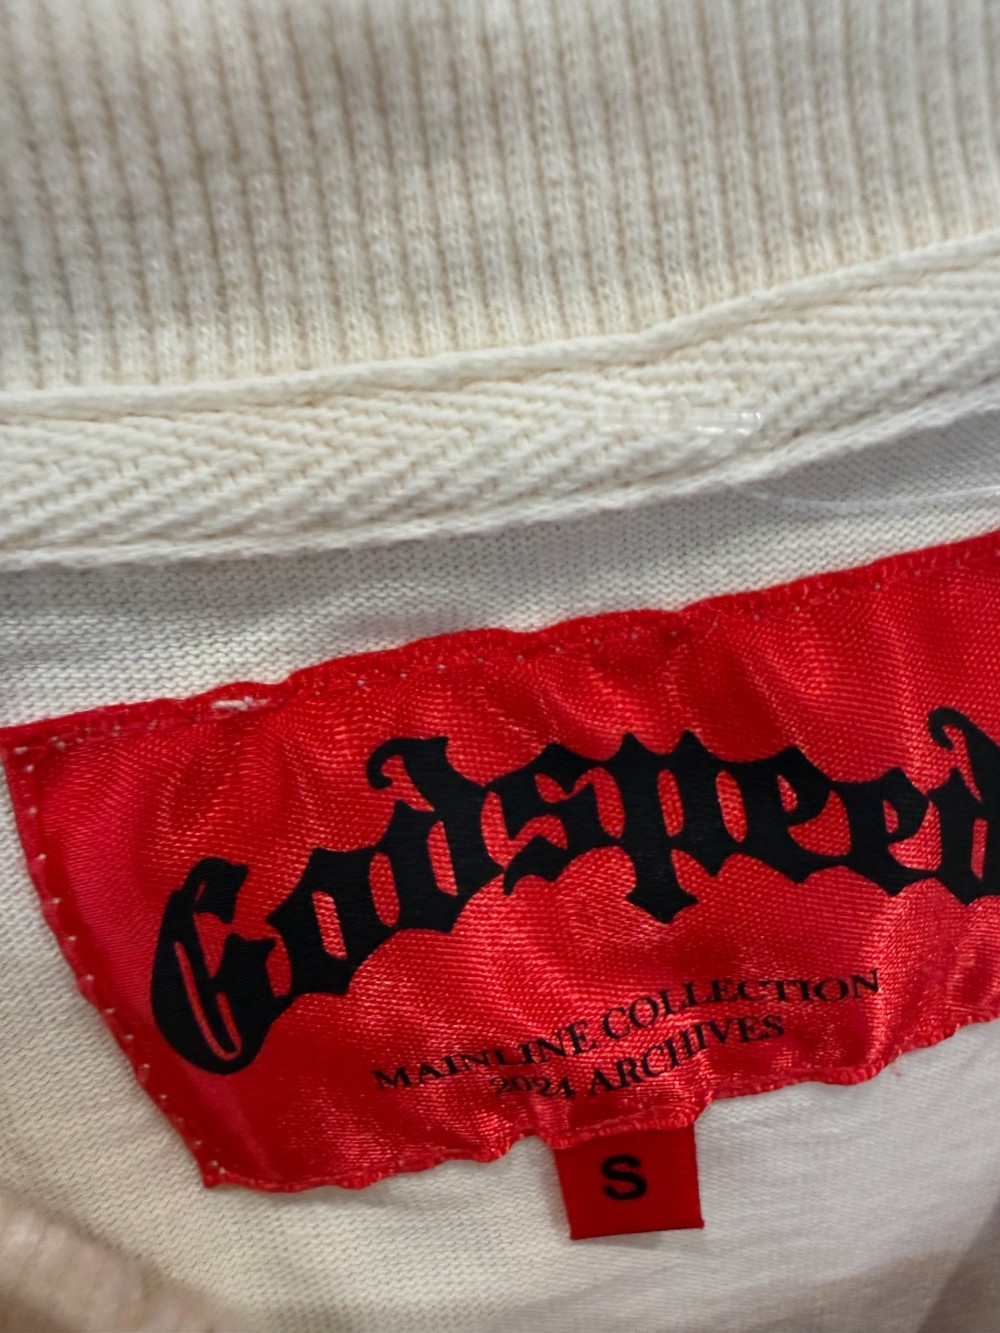 Godspeed
MAINLINE COLLECTION
2024 ARCHIVES
S